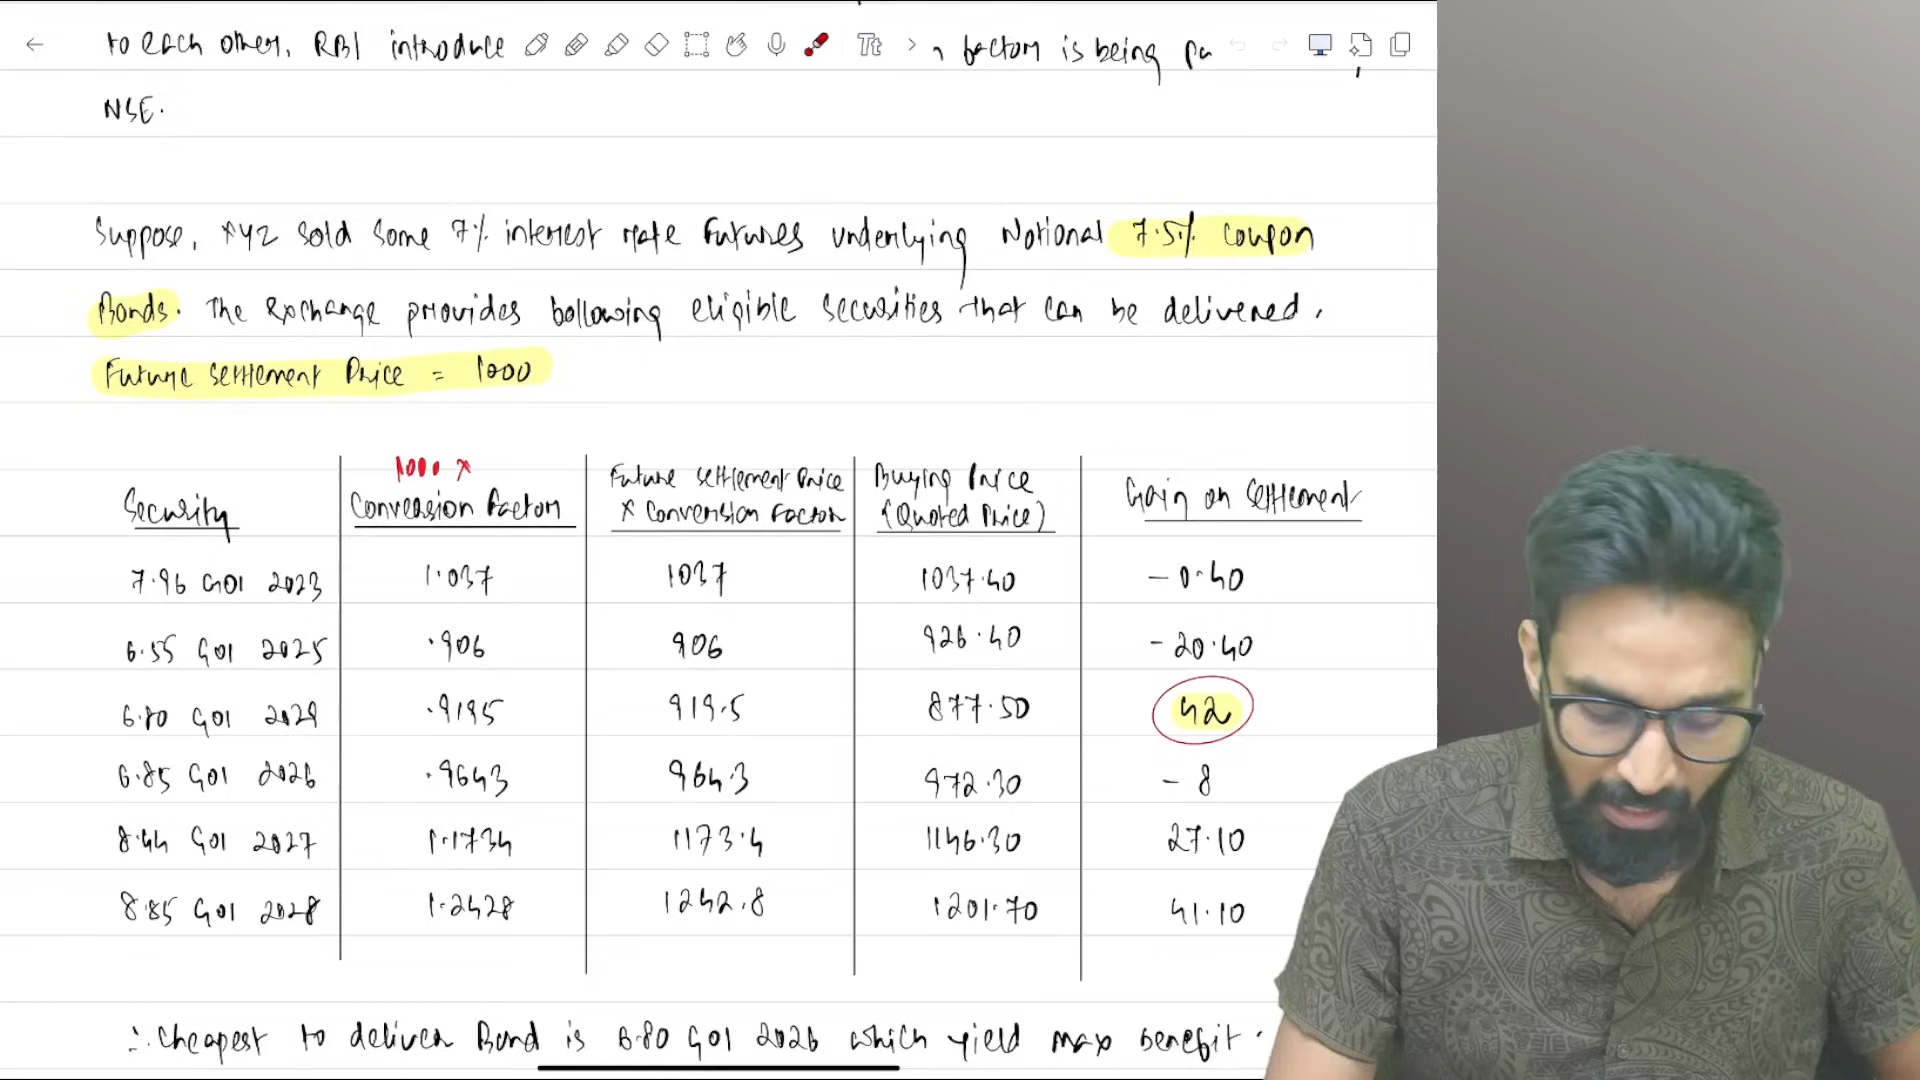 to each other, RBI introduce
Tt
factor is being pa
NSE.
Suppose, XYZ sold some 7% interest rate Futures underlying Notional 7.5% coupon
Bonds. The exchange provides following eligible securities that can be delivered.
Future settlement Price = 1000
1000 x
Security Conversion Factor Future settlement Price x Conversion Factor Buying Price (Quoted Price) Gain on settlement
7.96 GOI 2023 1.037 1037 1037.40 - 0.40
6.55 GOI 2025 .906 906 926.40 - 20.40
6.80 GOI 2029 .9195 919.5 877.50 42
6.85 GOI 2026 .9643 964.3 972.30 - 8
8.44 GOI 2027 1.1734 1173.4 1146.30 27.10
8.85 GOI 2028 1.2428 1242.8 1201.70 41.10
∴ Cheapest to deliver Bond is 6.80 GOI 2026 which yield max benefit.